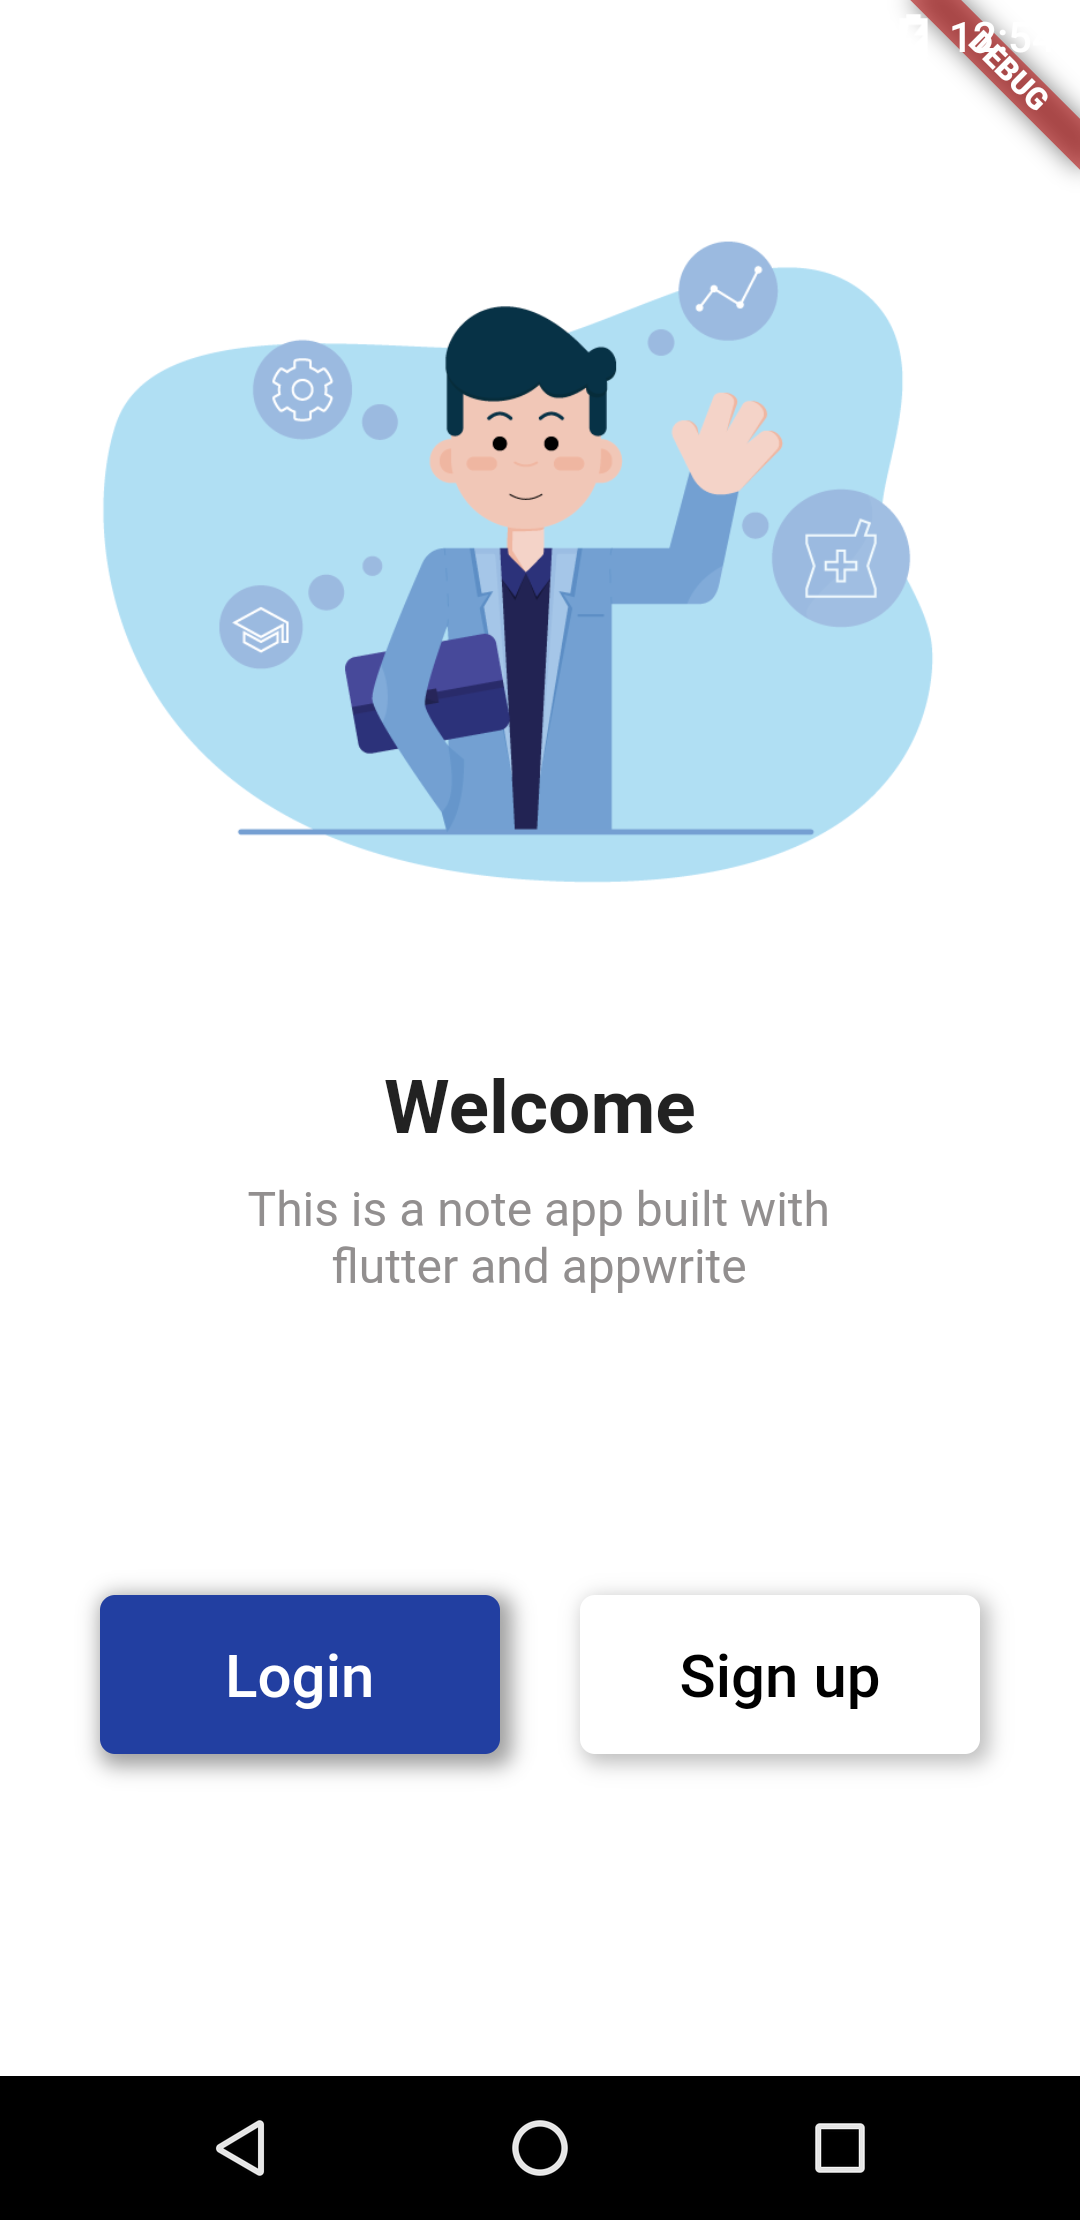 DEBUG
Welcome
This is a note app built with
flutter and appwrite
Login
Sign up